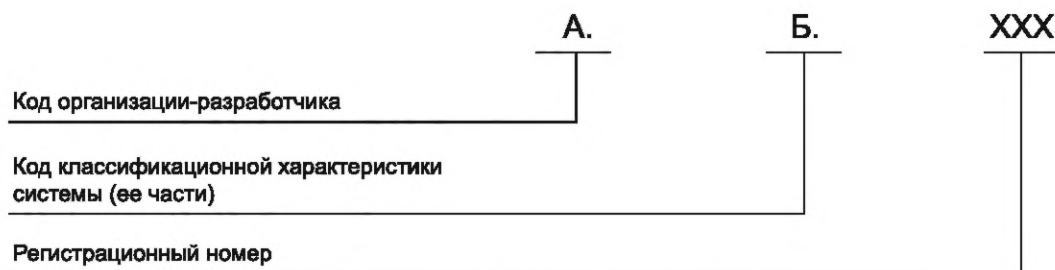 А. Б. XXX
Код организации-разработчика
Код классификационной характеристики
системы (ее части)
Регистрационный номер